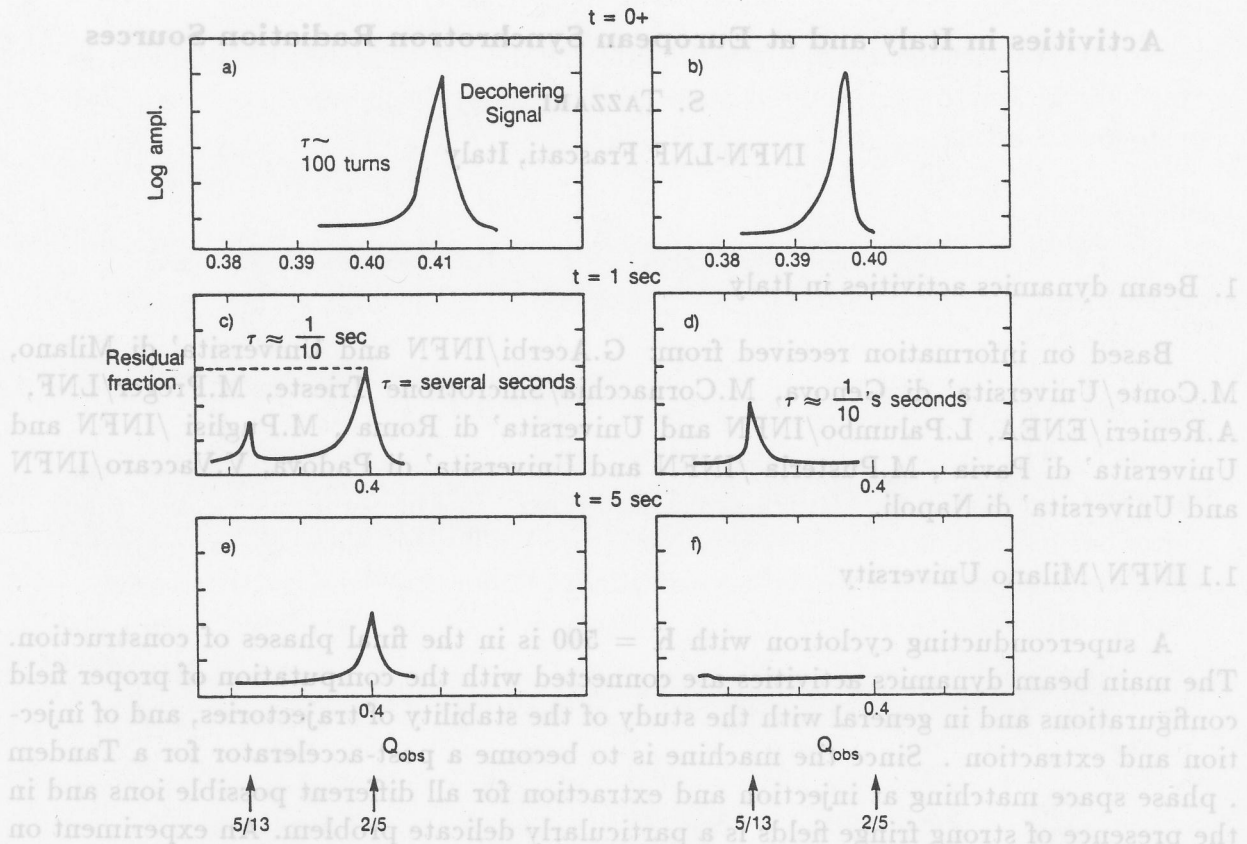 t = 0+
a)
b)
Log ampl.
τ~
100 turns
Decohering
Signal
0.38 0.39 0.40 0.41
0.38 0.39 0.40
t = 1 sec
c)
τ ≈ 1/10 sec
d)
Residual
fraction
τ = several seconds
τ ≈ 1/10's seconds
0.4
0.4
t = 5 sec
e)
f)
0.4
0.4
Q_obs
Q_obs
5/13 2/5
5/13 2/5
Activities in Italy and at European Synchrotron Radiation Sources
S. TAZZARI
INFN-LNF Frascati, Italy
1. Beam dynamics activities in Italy
Based on information received from: G.Acerbi/INFN and Universita' di Milano,
M.Conte/Universita' di Genova, M.Cornacchia/Sincrotrone Trieste, /LNF,
A.Renieri/ENEA, L.Palumbo/INFN and Universita' di Roma, /INFN and
Universita' di Pavia, /INFN and Universita' di Padova, V.Vaccaro/INFN
and Universita' di Napoli.
1.1 INFN/Milano University
A superconducting cyclotron with = 500 is in the final phases of construction.
The main beam dynamics activities are connected with the computation of proper field
configurations and in general with the study of the stability of trajectories, and of injec-
tion and extraction . Since the machine is to become a post-accelerator for a Tandem
. phase space matching at injection and extraction for all different possible ions and in
the presence of strong fringe fields is a particularly delicate problem. An experiment on